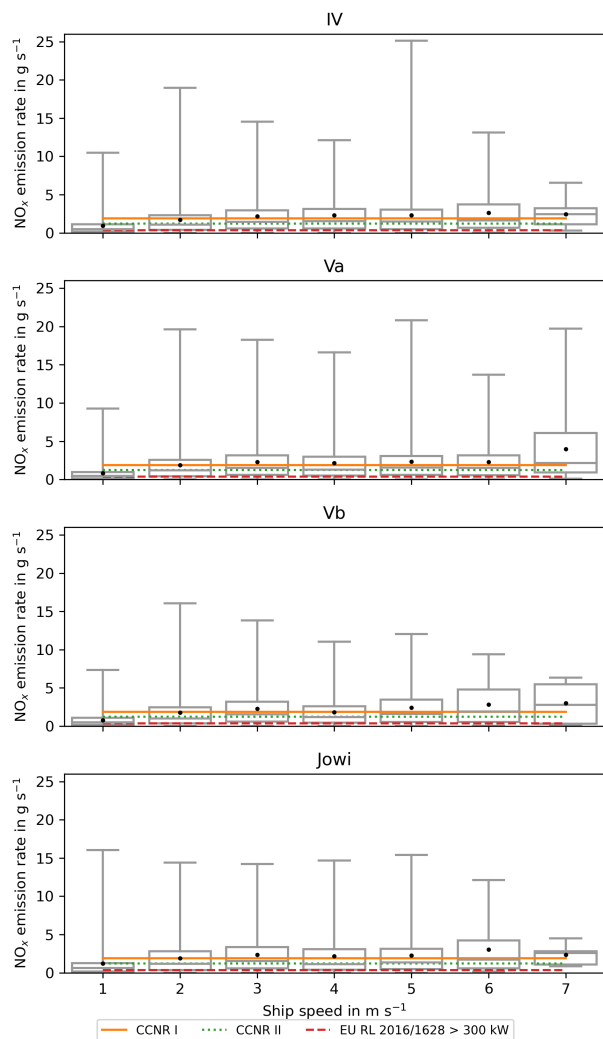 IV
NOₓ emission rate in g s⁻¹
25
20
15
10
5
0
Va
NOₓ emission rate in g s⁻¹
25
20
15
10
5
0
Vb
NOₓ emission rate in g s⁻¹
25
20
15
10
5
0
Jowi
NOₓ emission rate in g s⁻¹
25
20
15
10
5
0
1 2 3 4 5 6 7
Ship speed in m s⁻¹
CCNR I CCNR II EU RL 2016/1628 > 300 kW